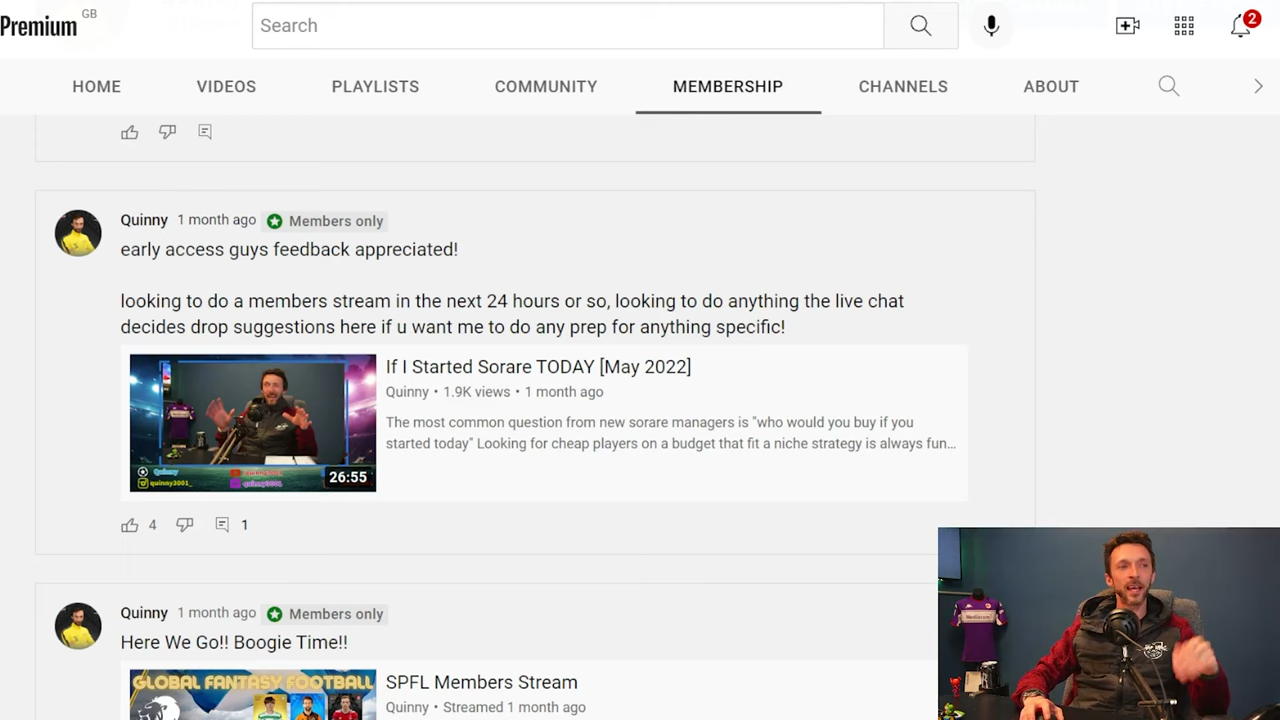 Premium GB
Search
2
HOME VIDEOS PLAYLISTS COMMUNITY MEMBERSHIP CHANNELS ABOUT
Quinny 1 month ago Members only
early access guys feedback appreciated!
looking to do a members stream in the next 24 hours or so, looking to do anything the live chat
decides drop suggestions here if u want me to do any prep for anything specific!
If I Started Sorare TODAY [May 2022]
Quinny • 1.9K views • 1 month ago
The most common question from new sorare managers is "who would you buy if you
started today" Looking for cheap players on a budget that fit a niche strategy is always fun...
Quinny
quinny3001_
26:55
4 1
Quinny 1 month ago Members only
Here We Go!! Boogie Time!!
GLOBAL FANTASY FOOTBALL
SPFL Members Stream
Quinny • Streamed 1 month ago